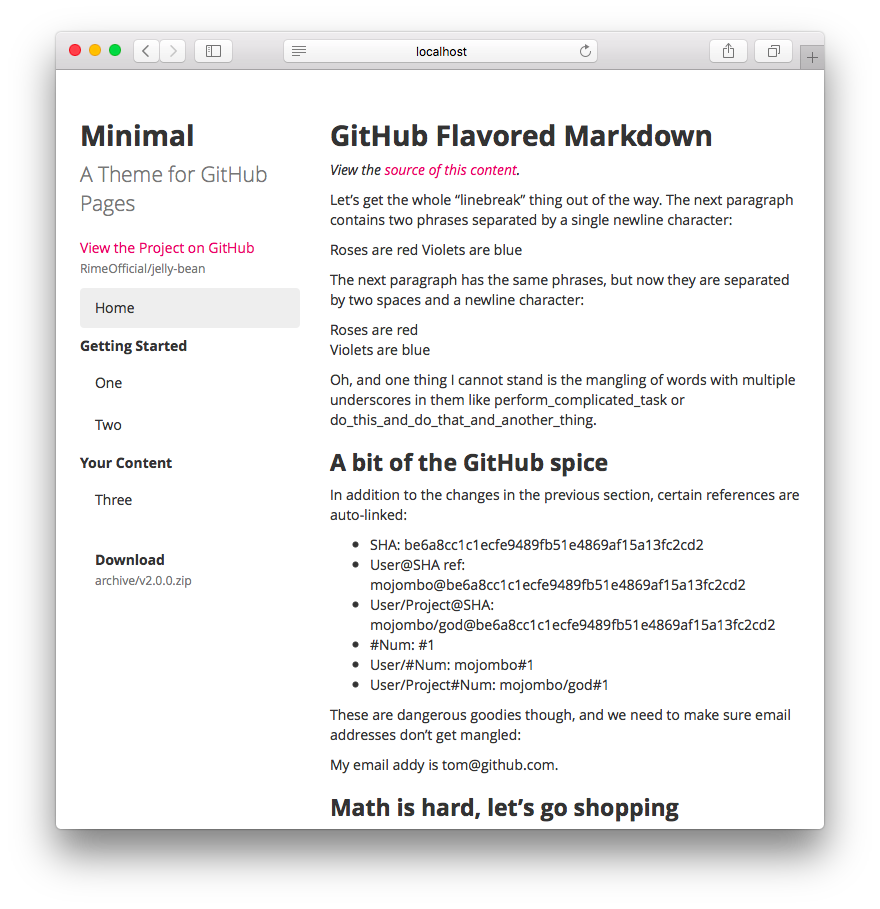 localhost
Minimal
A Theme for GitHub
Pages
View the Project on GitHub
RimeOfficial/jelly-bean
Home
Getting Started
One
Two
Your Content
Three
Download
archive/v2.0.0.zip
GitHub Flavored Markdown
View the source of this content.
Let’s get the whole “linebreak” thing out of the way. The next paragraph
contains two phrases separated by a single newline character:
Roses are red Violets are blue
The next paragraph has the same phrases, but now they are separated
by two spaces and a newline character:
Roses are red
Violets are blue
Oh, and one thing I cannot stand is the mangling of words with multiple
underscores in them like perform_complicated_task or
do_this_and_do_that_and_another_thing.
A bit of the GitHub spice
In addition to the changes in the previous section, certain references are
auto-linked:
• SHA: be6a8cc1c1ecfe9489fb51e4869af15a13fc2cd2
• User@SHA ref:
mojombo@be6a8cc1c1ecfe9489fb51e4869af15a13fc2cd2
• User/Project@SHA:
mojombo/god@be6a8cc1c1ecfe9489fb51e4869af15a13fc2cd2
• #Num: #1
• User/#Num: mojombo#1
• User/Project#Num: mojombo/god#1
These are dangerous goodies though, and we need to make sure email
addresses don’t get mangled:
My email addy is tom@github.com.
Math is hard, let’s go shopping